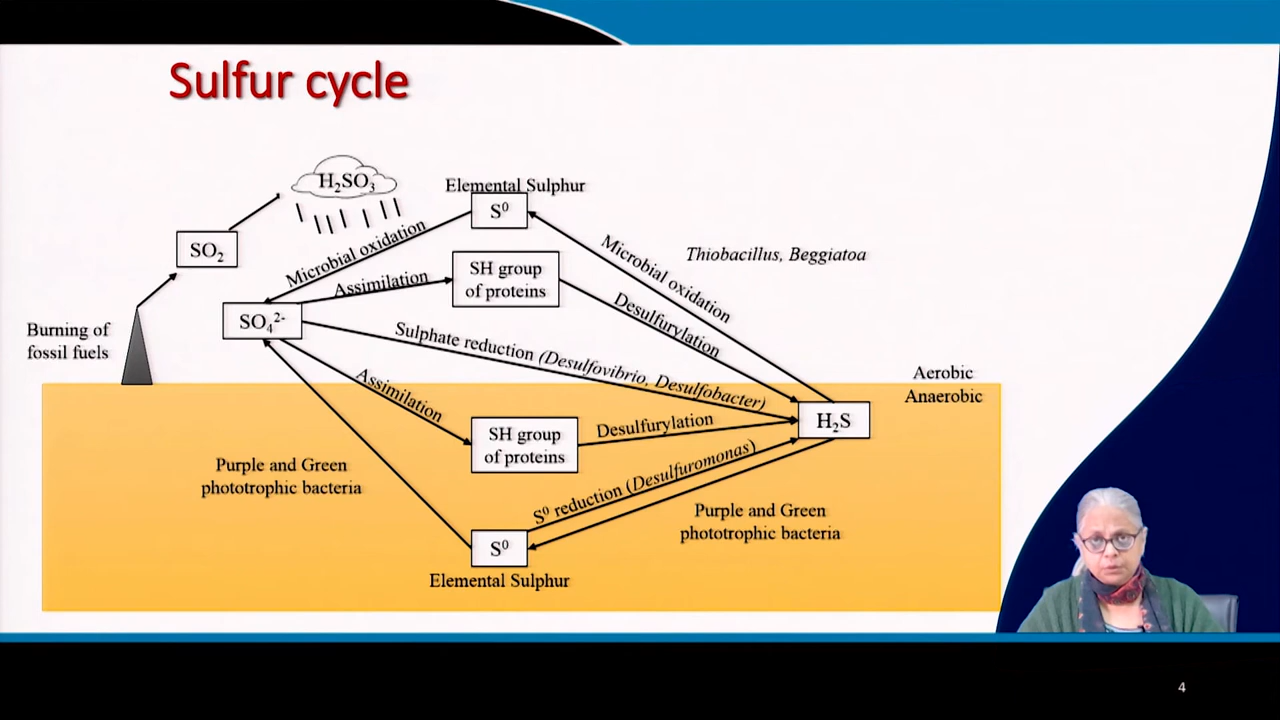 Sulfur cycle
H₂SO₃
Elemental Sulphur
S⁰
SO₂
Microbial oxidation
Microbial oxidation
Thiobacillus, Beggiatoa
Assimilation
SH group
of proteins
Desulfurylation
SO₄²⁻
Burning of
fossil fuels
Sulphate reduction (Desulfovibrio, Desulfobacter)
Aerobic
Anaerobic
Assimilation
H₂S
SH group
of proteins
Desulfurylation
Purple and Green
phototrophic bacteria
S⁰ reduction (Desulfuromonas)
Purple and Green
phototrophic bacteria
S⁰
Elemental Sulphur
4